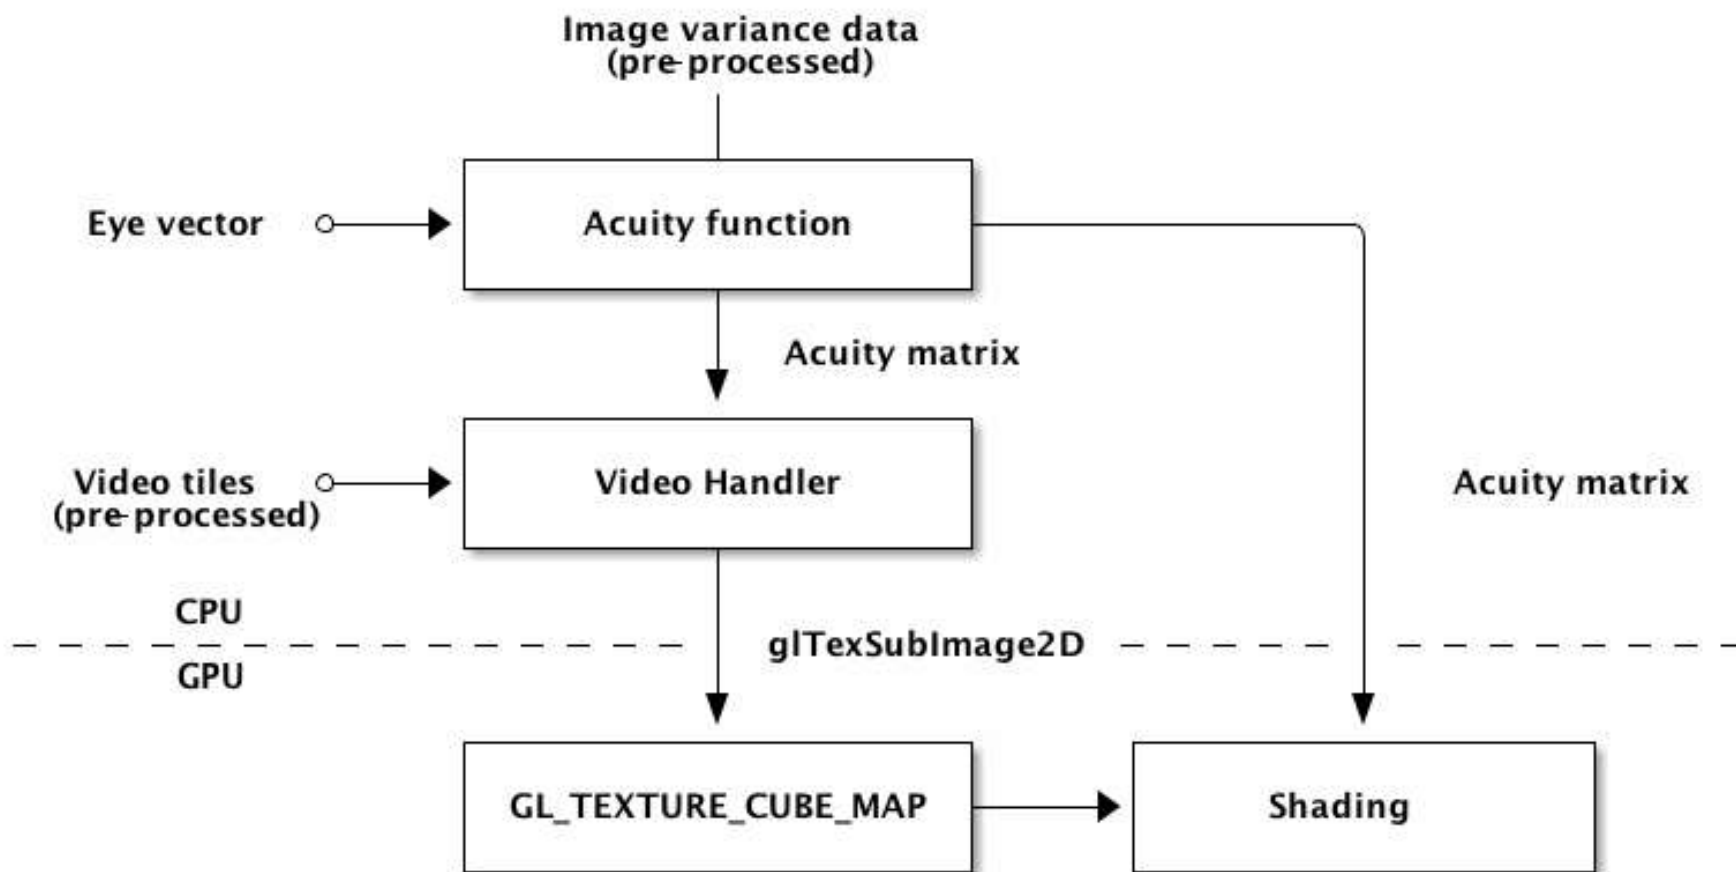 Image variance data
(pre-processed)
Eye vector
Acuity function
Acuity matrix
Video tiles
(pre-processed)
Video Handler
Acuity matrix
CPU
glTexSubImage2D
GPU
GL_TEXTURE_CUBE_MAP
Shading